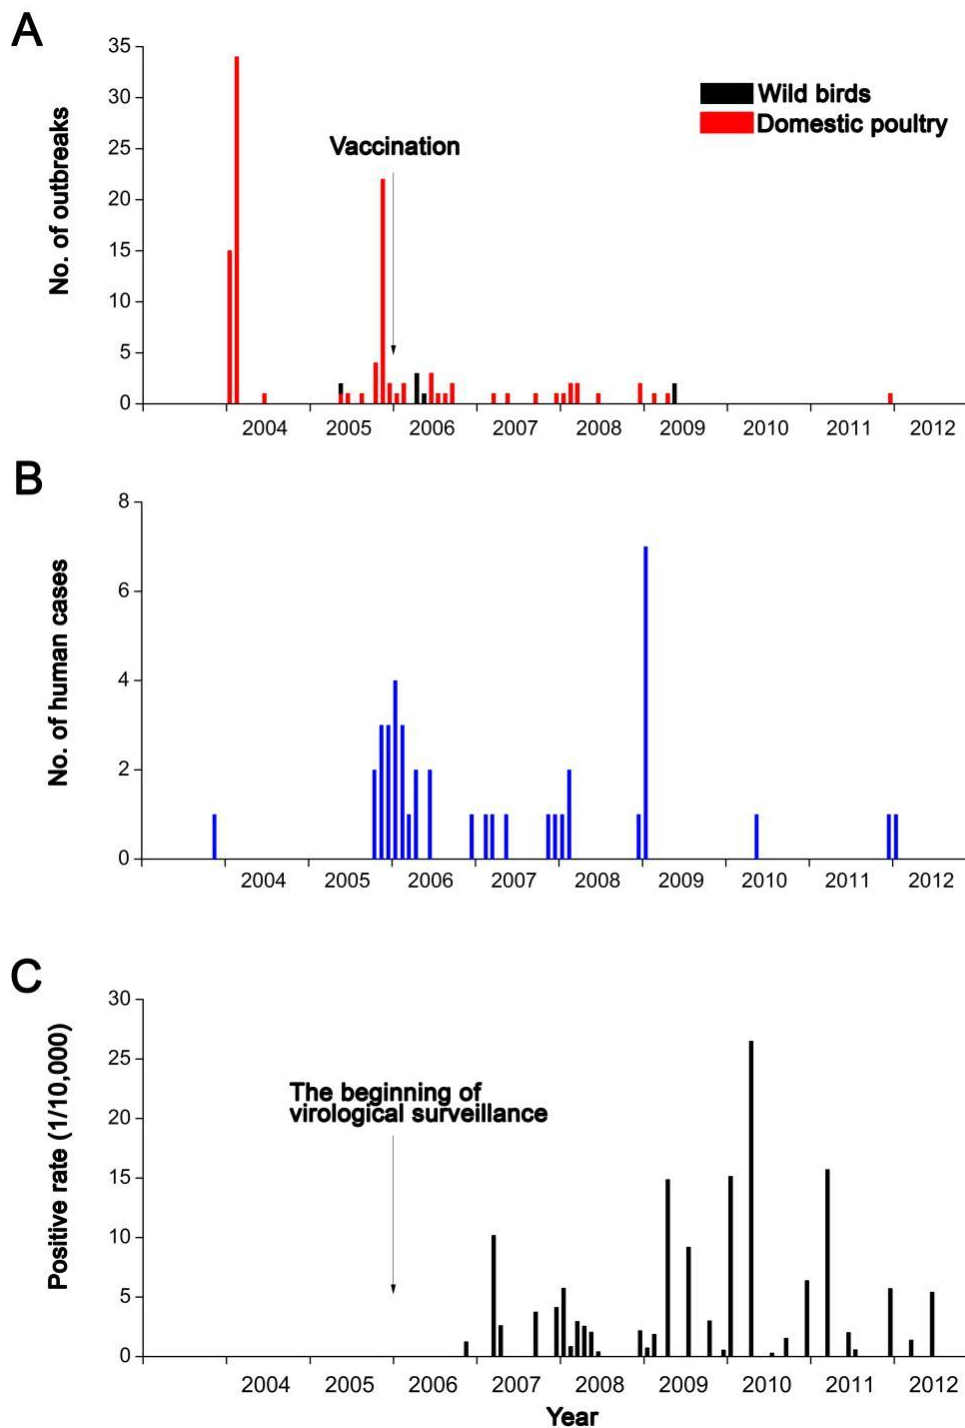 A
35
30
25
20
15
10
5
0
No. of outbreaks
Vaccination
Wild birds
Domestic poultry
2004 2005 2006 2007 2008 2009 2010 2011 2012
B
8
6
4
2
0
No. of human cases
2004 2005 2006 2007 2008 2009 2010 2011 2012
C
30
25
20
15
10
5
0
Positive rate (1/10,000)
The beginning of
virological surveillance
2004 2005 2006 2007 2008 2009 2010 2011 2012
Year